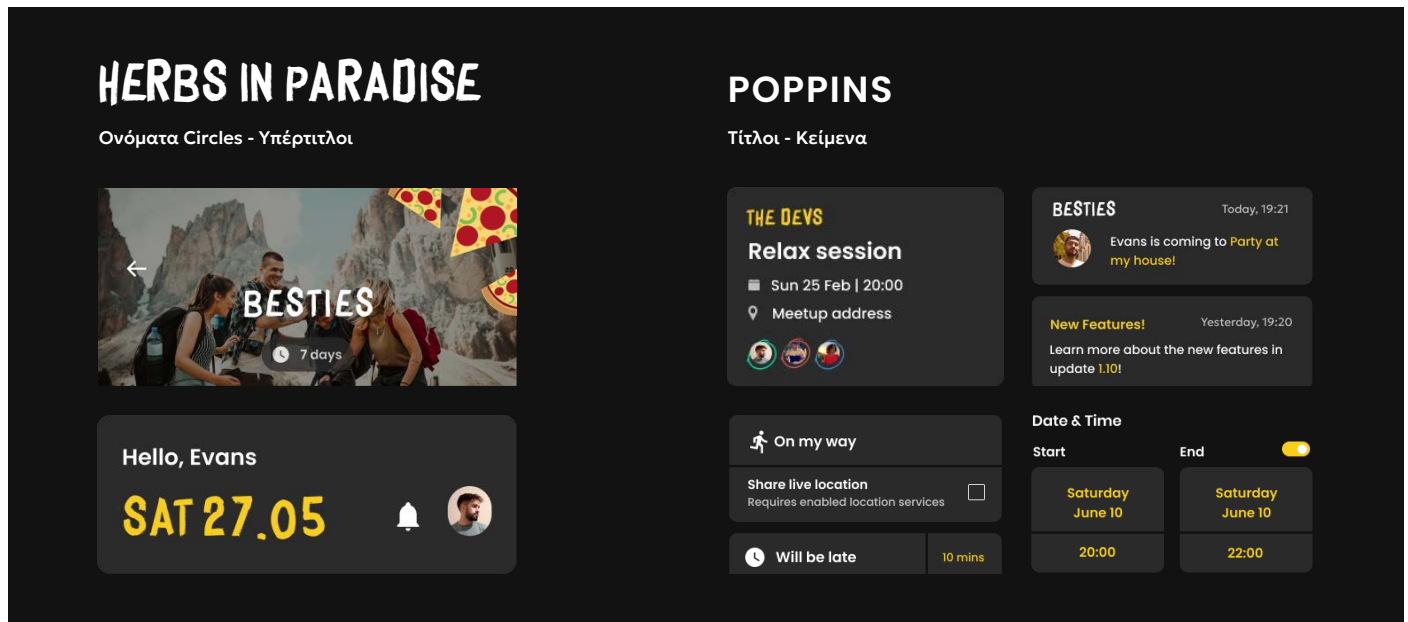 HERBS IN PARADISE
Ονόματα Circles - Υπέρτιτλοι
BESTIES
7 days
Hello, Evans
SAT 27.05
POPPINS
Τίτλοι - Κείμενα
THE DEVS
Relax session
Sun 25 Feb | 20:00
Meetup address
BESTIES
Today, 19:21
Evans is coming to Party at
my house!
New Features!
Yesterday, 19:20
Learn more about the new features in
update 1.10!
On my way
Share live location
Requires enabled location services
Will be late
10 mins
Date & Time
Start
End
Saturday
June 10
20:00
Saturday
June 10
22:00